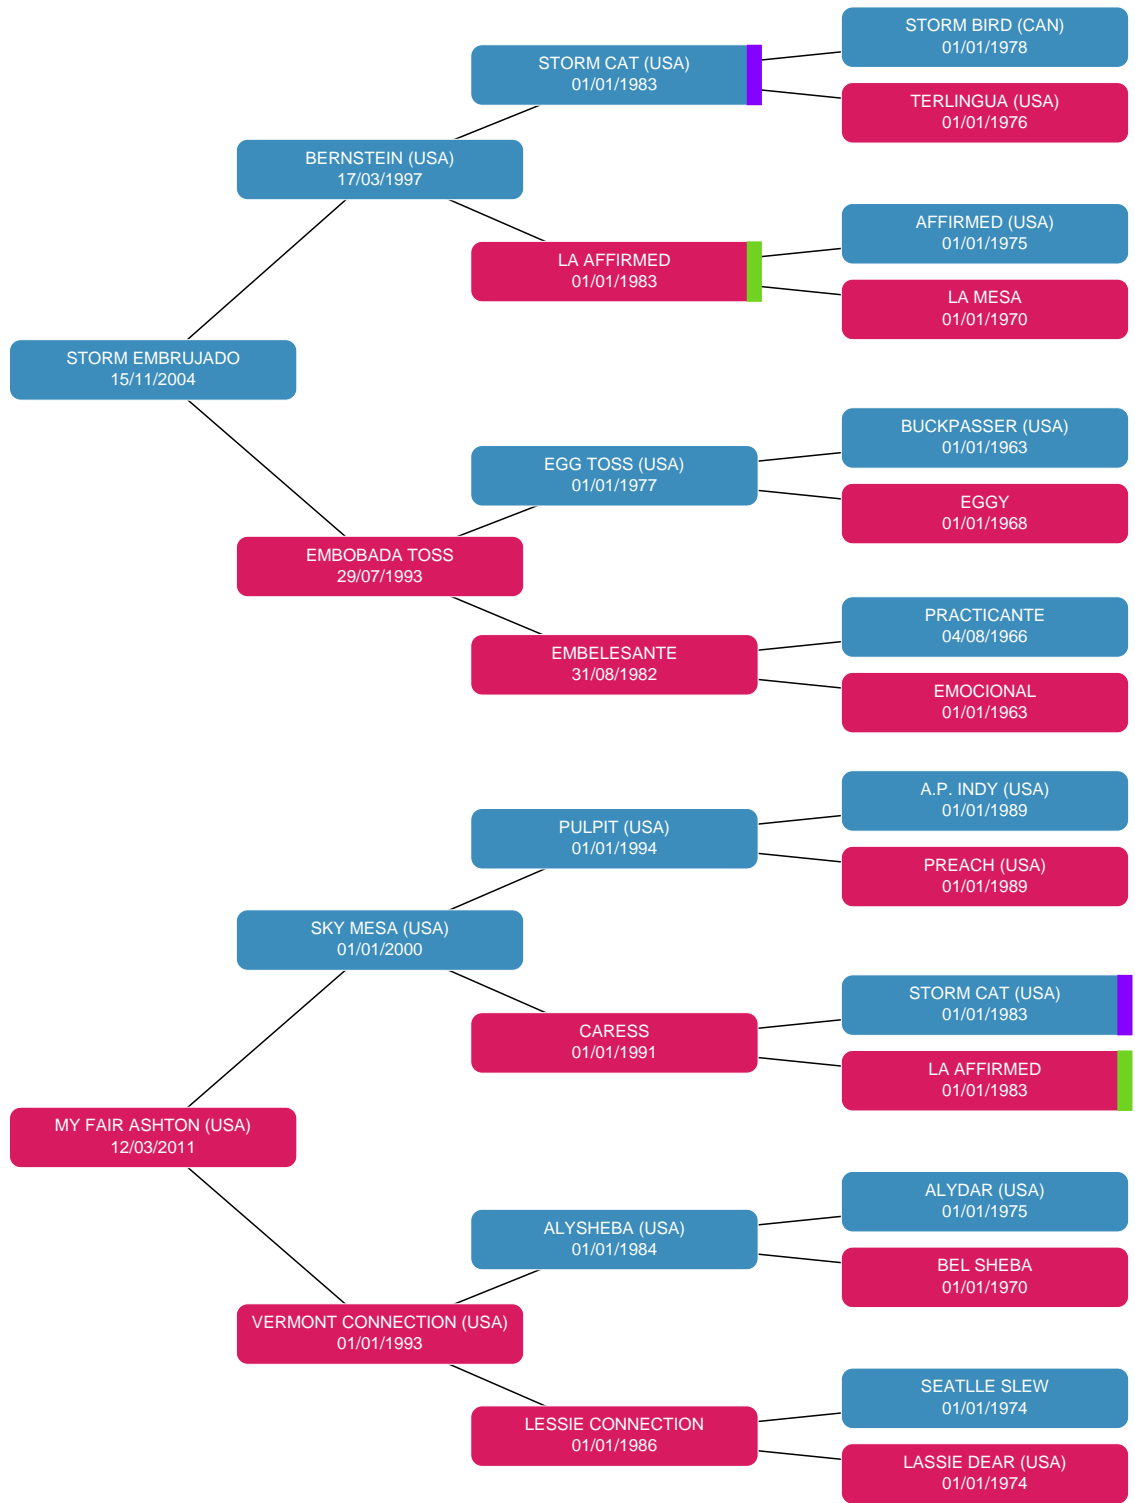 STORM BIRD (CAN)
01/01/1978
STORM CAT (USA)
01/01/1983
TERLINGUA (USA)
01/01/1976
BERNSTEIN (USA)
17/03/1997
AFFIRMED (USA)
01/01/1975
LA AFFIRMED
01/01/1983
LA MESA
01/01/1970
STORM EMBRUJADO
15/11/2004
BUCKPASSER (USA)
01/01/1963
EGG TOSS (USA)
01/01/1977
EGGY
01/01/1968
EMBOBADA TOSS
29/07/1993
PRACTICANTE
04/08/1966
EMBELESANTE
31/08/1982
EMOCIONAL
01/01/1963
A.P. INDY (USA)
01/01/1989
PULPIT (USA)
01/01/1994
PREACH (USA)
01/01/1989
SKY MESA (USA)
01/01/2000
STORM CAT (USA)
01/01/1983
CARESS
01/01/1991
LA AFFIRMED
01/01/1983
MY FAIR ASHTON (USA)
12/03/2011
ALYDAR (USA)
01/01/1975
ALYSHEBA (USA)
01/01/1984
BEL SHEBA
01/01/1970
VERMONT CONNECTION (USA)
01/01/1993
SEATLLE SLEW
01/01/1974
LESSIE CONNECTION
01/01/1986
LASSIE DEAR (USA)
01/01/1974